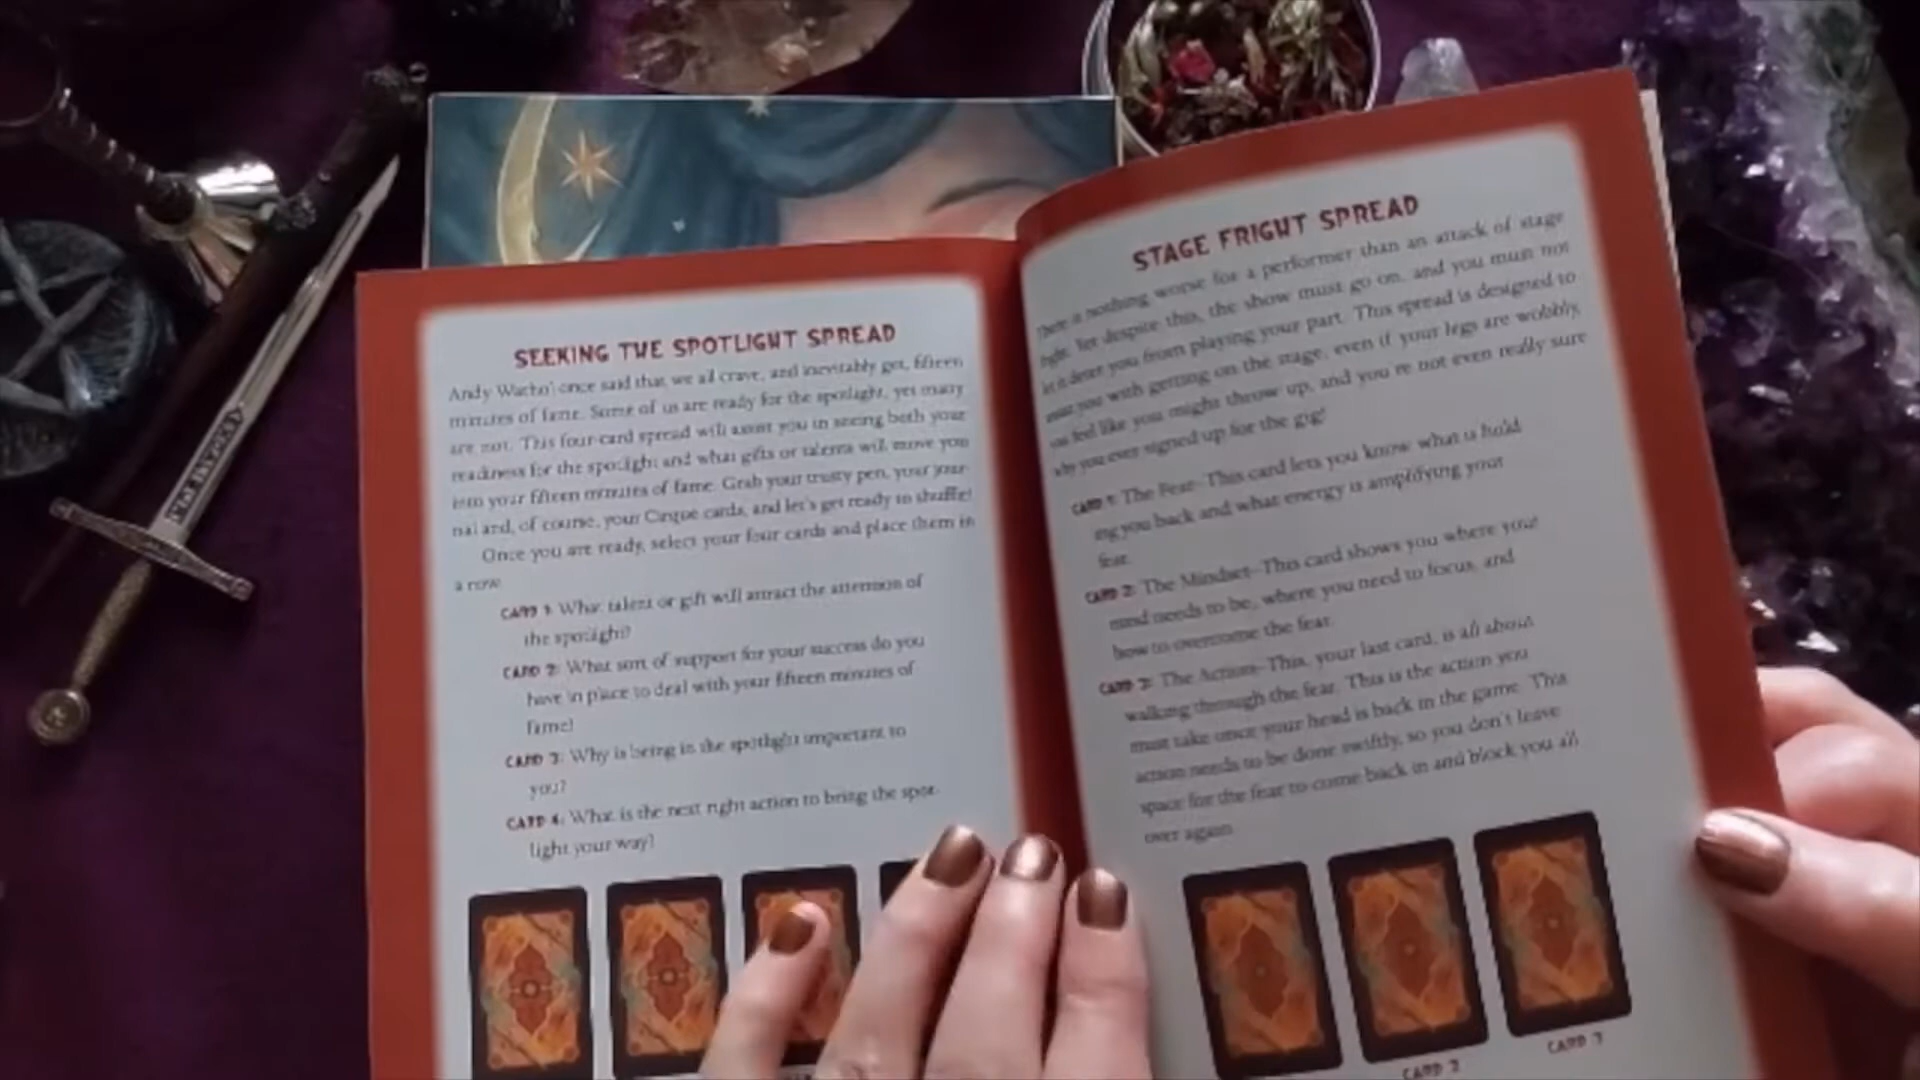 SEEKING THE SPOTLIGHT SPREAD
Andy Warhol once said that we all crave, and inevitably get, fifteen
minutes of fame. Some of us are ready for the spotlight, yet many
are not. This four-card spread will assist you in seeing both your
readiness for the spotlight and what gifts or talents will move you
into your fifteen minutes of fame. Grab your trusty pen, your jour-
nal and, of course, your Cirque cards, and let's get ready to shuffle!
Once you are ready, select your four cards and place them in
a row.
CARD 1: What talent or gift will attract the attention of
the spotlight?
CARD 2: What sort of support for your success do you
have in place to deal with your fifteen minutes of
fame?
CARD 3: Why is being in the spotlight important to
you?
CARD 4: What is the next right action to bring the spot-
light your way?
STAGE FRIGHT SPREAD
There is nothing worse for a performer than an attack of stage
fright. Yet despite this, the show must go on, and you must not
let it deter you from playing your part. This spread is designed to
assist you with getting on the stage, even if your legs are wobbly,
you feel like you might throw up, and you're not even really sure
why you ever signed up for the gig!
CARD 1: The Fear—This card lets you know what is hold
ing you back and what energy is amplifying your
fear.
CARD 2: The Mindset—This card shows you where your
mind needs to be, where you need to focus, and
how to overcome the fear.
CARD 3: The Action—This, your last card, is all about
walking through the fear. This is the action you
must take once your head is back in the game. This
action needs to be done swiftly, so you don't leave
space for the fear to come back in and block you all
over again.
CARD 2
CARD 3